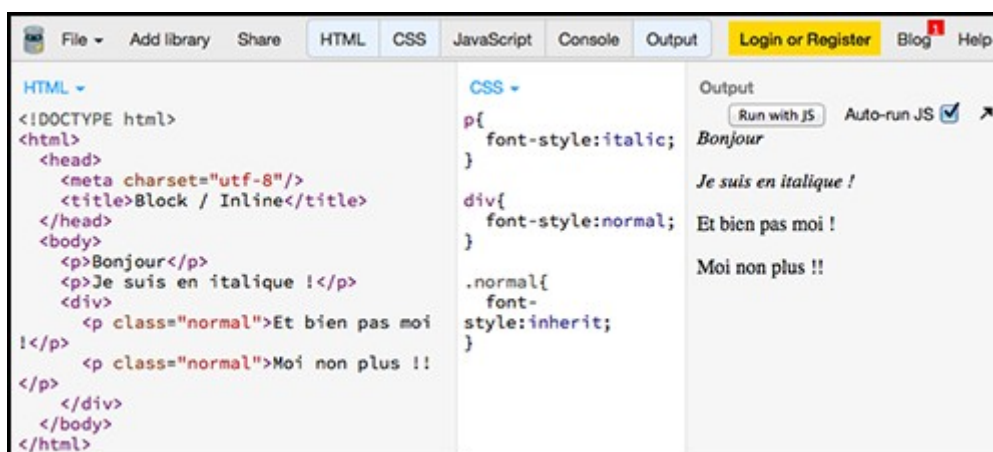 File Add library Share HTML CSS JavaScript Console Output Login or Register Blog 1 Help
HTML
<!DOCTYPE html>
<html>
<head>
<meta charset="utf-8"/>
<title>Block / Inline</title>
</head>
<body>
<p>Bonjour</p>
<p>Je suis en italique !</p>
<div>
<p class="normal">Et bien pas moi
!</p>
<p class="normal">Moi non plus !!
</p>
</div>
</body>
</html>
CSS
p{
font-style:italic;
}
div{
font-style:normal;
}
.normal{
font-
style:inherit;
}
Output
Run with JS Auto-run JS
Bonjour
Je suis en italique !
Et bien pas moi !
Moi non plus !!